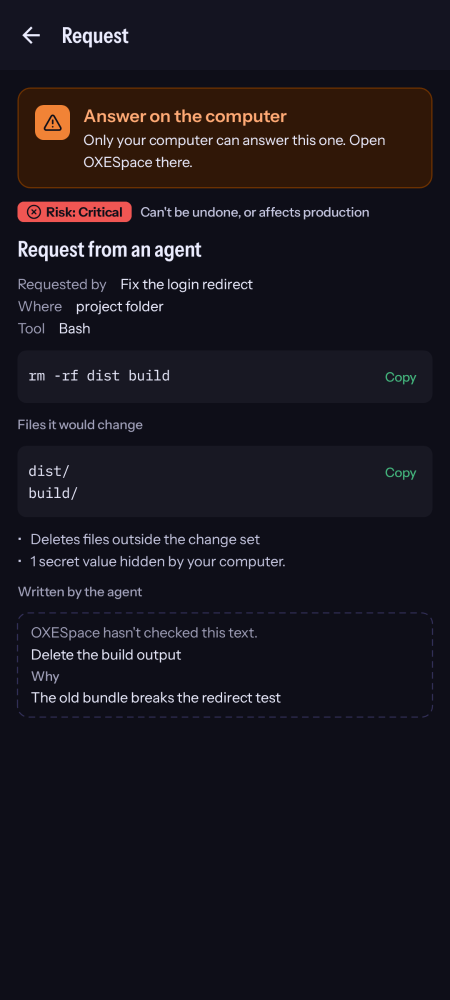 Request
Answer on the computer
Only your computer can answer this one. Open
OXESpace there.
Risk: Critical Can't be undone, or affects production
Request from an agent
Requested by Fix the login redirect
Where project folder
Tool Bash
rm -rf dist build Copy
Files it would change
dist/ Copy
build/
• Deletes files outside the change set
• 1 secret value hidden by your computer.
Written by the agent
OXESpace hasn't checked this text.
Delete the build output
Why
The old bundle breaks the redirect test